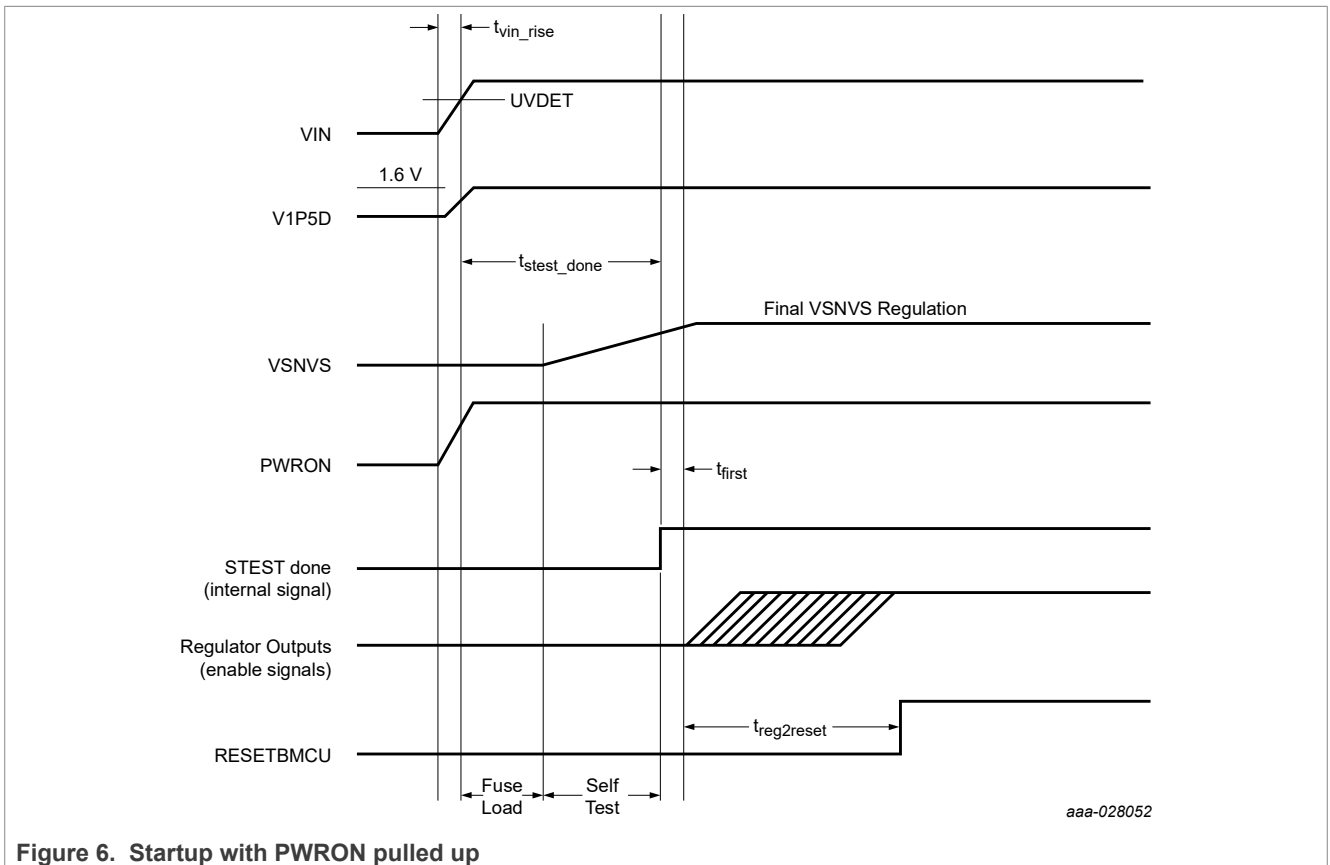 tvin_rise
UVDET
VIN
1.6 V
V1P5D
tstest_done
Final VSNVS Regulation
VSNVS
PWRON
tfirst
STEST done
(internal signal)
Regulator Outputs
(enable signals)
treg2reset
RESETBMCU
Fuse
Load
Self
Test
aaa-028052
Figure 6. Startup with PWRON pulled up